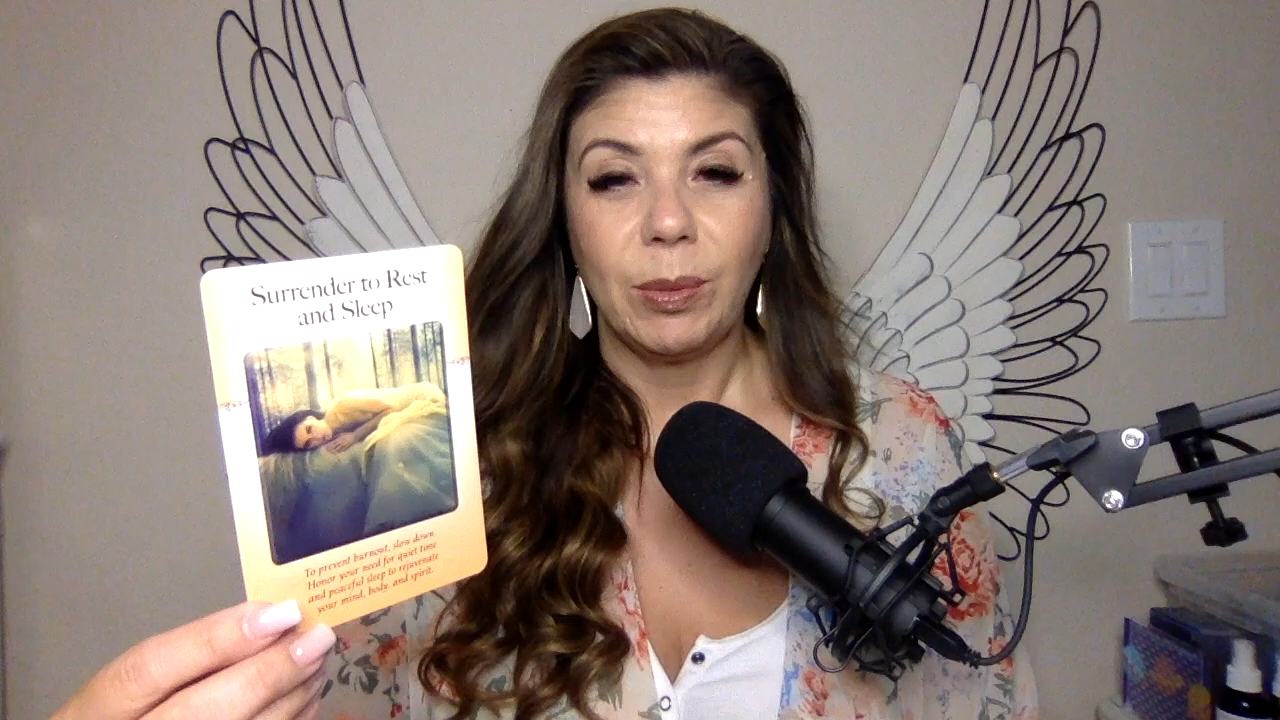 Surrender to Rest
and Sleep
To prevent burnout, slow down.
Honor your need for quiet time
and peaceful sleep to rejuvenate
your mind, body, and spirit.